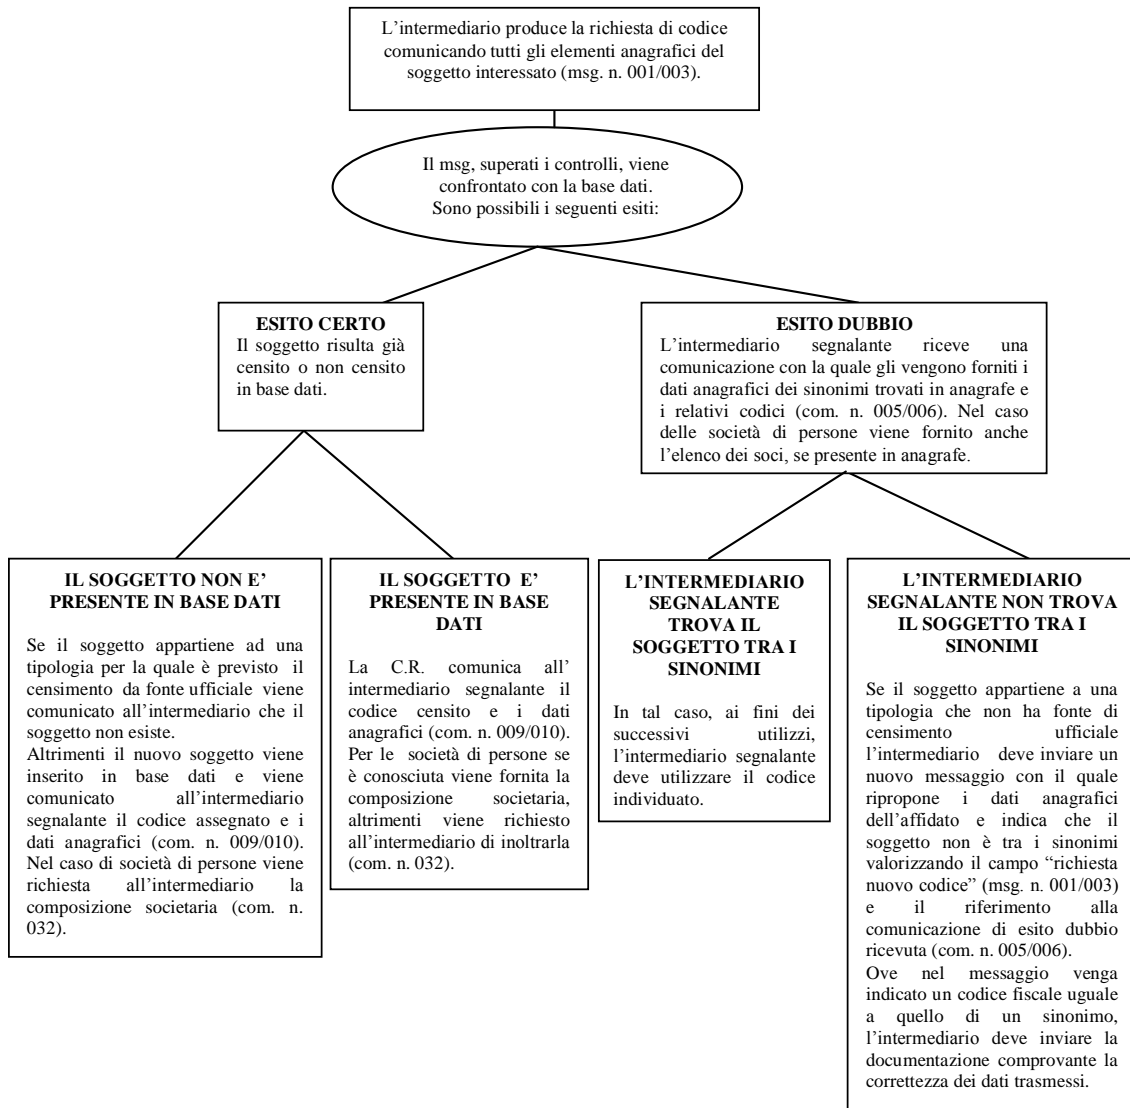 L’intermediario produce la richiesta di codice
comunicando tutti gli elementi anagrafici del
soggetto interessato (msg. n. 001/003).
Il msg, superati i controlli, viene
confrontato con la base dati.
Sono possibili i seguenti esiti:
ESITO CERTO
Il soggetto risulta già
censito o non censito
in base dati.
ESITO DUBBIO
L’intermediario segnalante riceve una
comunicazione con la quale gli vengono forniti i
dati anagrafici dei sinonimi trovati in anagrafe e
i relativi codici (com. n. 005/006). Nel caso
delle società di persone viene fornito anche
l’elenco dei soci, se presente in anagrafe.
IL SOGGETTO NON E’
PRESENTE IN BASE DATI
Se il soggetto appartiene ad una
tipologia per la quale è previsto il
censimento da fonte ufficiale viene
comunicato all’intermediario che il
soggetto non esiste.
Altrimenti il nuovo soggetto viene
inserito in base dati e viene
comunicato all’intermediario
segnalante il codice assegnato e i
dati anagrafici (com. n. 009/010).
Nel caso di società di persone viene
richiesta all’intermediario la
composizione societaria (com. n.
032).
IL SOGGETTO E’
PRESENTE IN BASE
DATI
La C.R. comunica all’
intermediario segnalante il
codice censito e i dati
anagrafici (com. n. 009/010).
Per le società di persone se
è conosciuta viene fornita la
composizione societaria,
altrimenti viene richiesto
all’intermediario di inoltrarla
(com. n. 032).
L’INTERMEDIARIO
SEGNALANTE
TROVA IL
SOGGETTO TRA I
SINONIMI
In tal caso, ai fini dei
successivi utilizzi,
l’intermediario segnalante
deve utilizzare il codice
individuato.
L’INTERMEDIARIO
SEGNALANTE NON TROVA
IL SOGGETTO TRA I
SINONIMI
Se il soggetto appartiene a una
tipologia che non ha fonte di
censimento ufficiale
l’intermediario deve inviare un
nuovo messaggio con il quale
ripropone i dati anagrafici
dell’affidato e indica che il
soggetto non è tra i sinonimi
valorizzando il campo “richiesta
nuovo codice” (msg. n. 001/003)
e il riferimento alla
comunicazione di esito dubbio
ricevuta (com. n. 005/006).
Ove nel messaggio venga
indicato un codice fiscale uguale
a quello di un sinonimo,
l’intermediario deve inviare la
documentazione comprovante la
correttezza dei dati trasmessi.